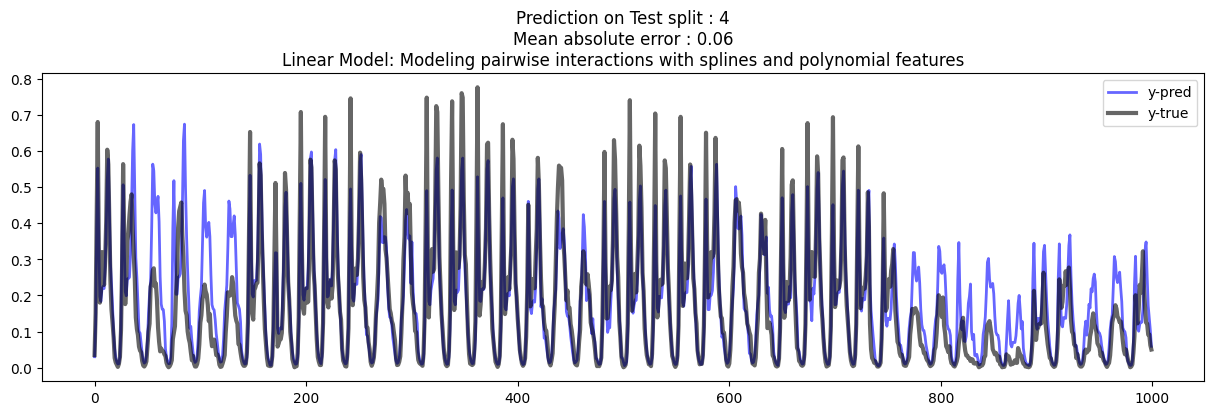 Prediction on Test split : 4
Mean absolute error : 0.06
Linear Model: Modeling pairwise interactions with splines and polynomial features
y-pred
y-true
0.8
0.7
0.6
0.5
0.4
0.3
0.2
0.1
0.0
0 200 400 600 800 1000